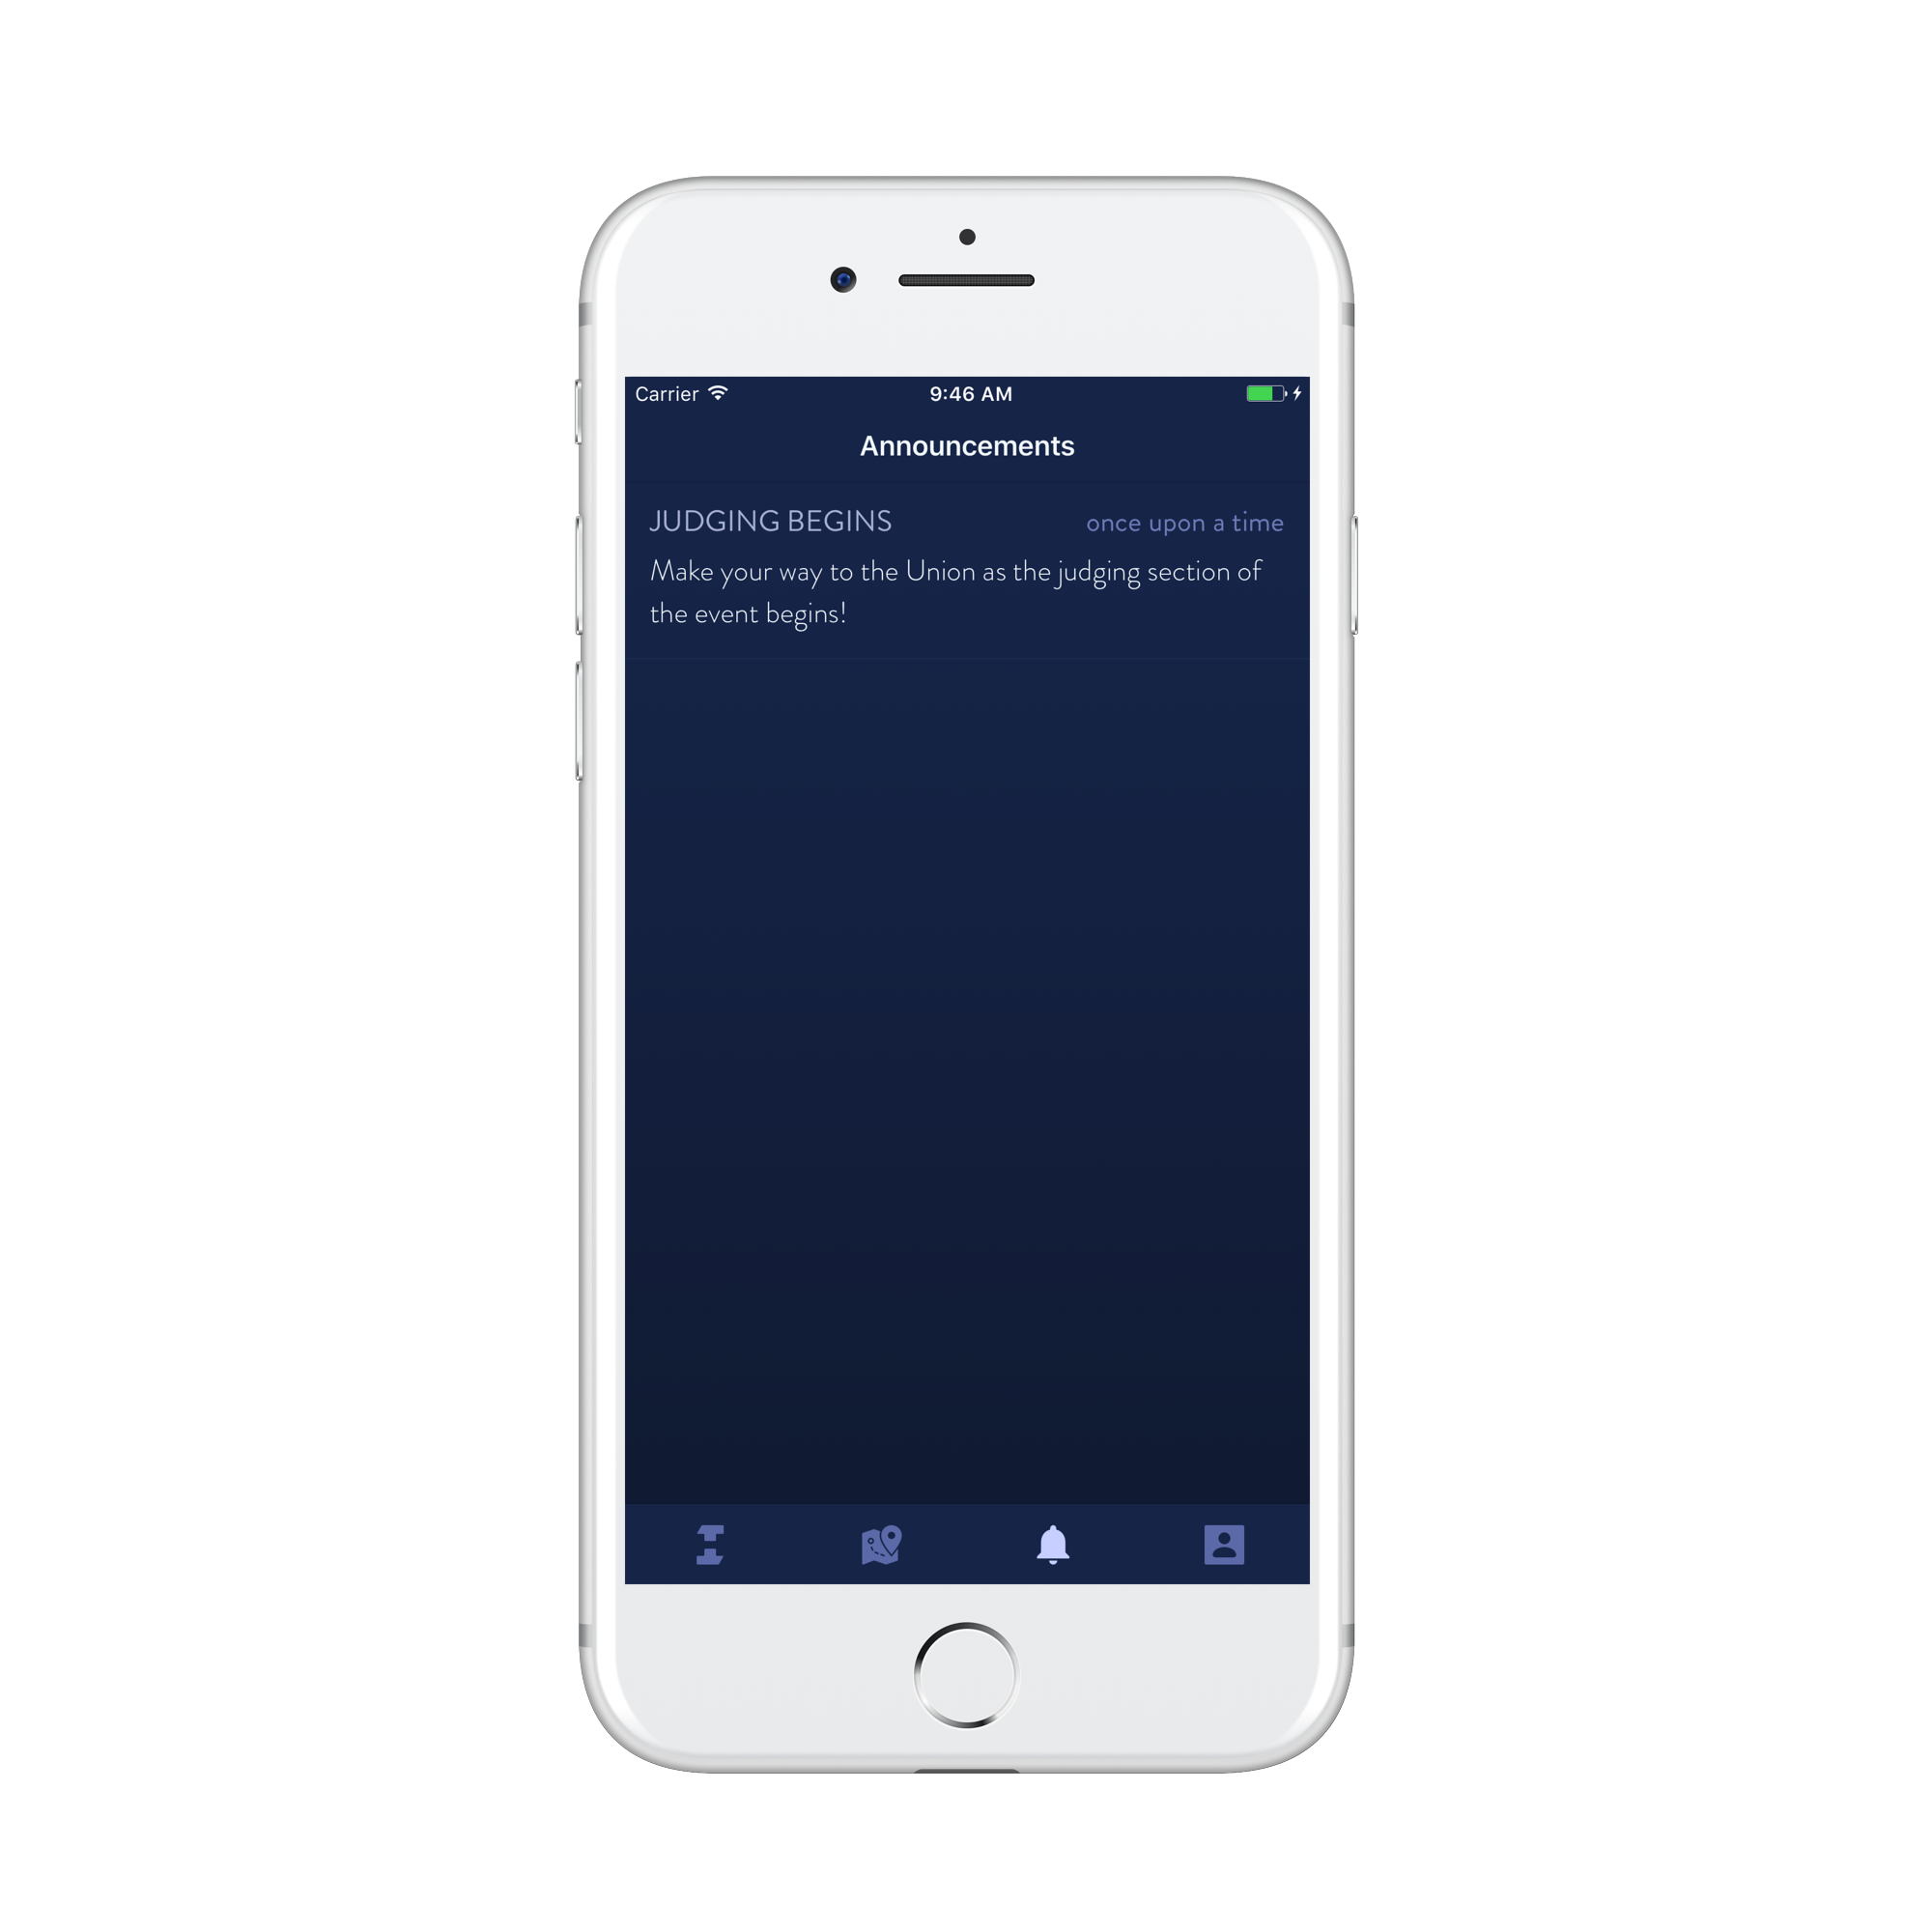 Carrier 9:46 AM
Announcements
JUDGING BEGINS once upon a time
Make your way to the Union as the judging section of
the event begins!